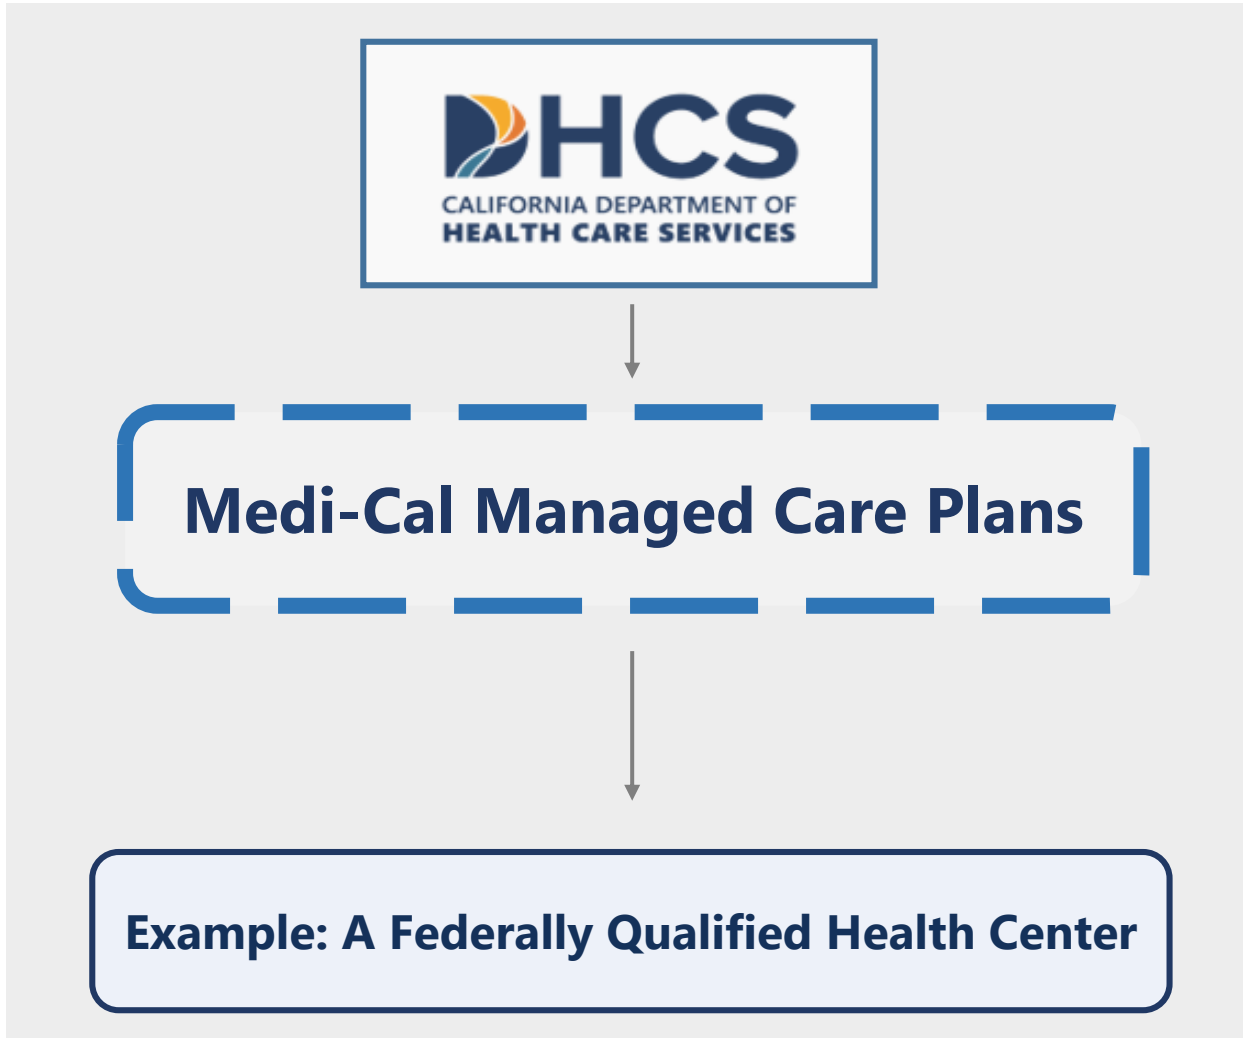 DHCS
CALIFORNIA DEPARTMENT OF
HEALTH CARE SERVICES
Medi-Cal Managed Care Plans
Example: A Federally Qualified Health Center